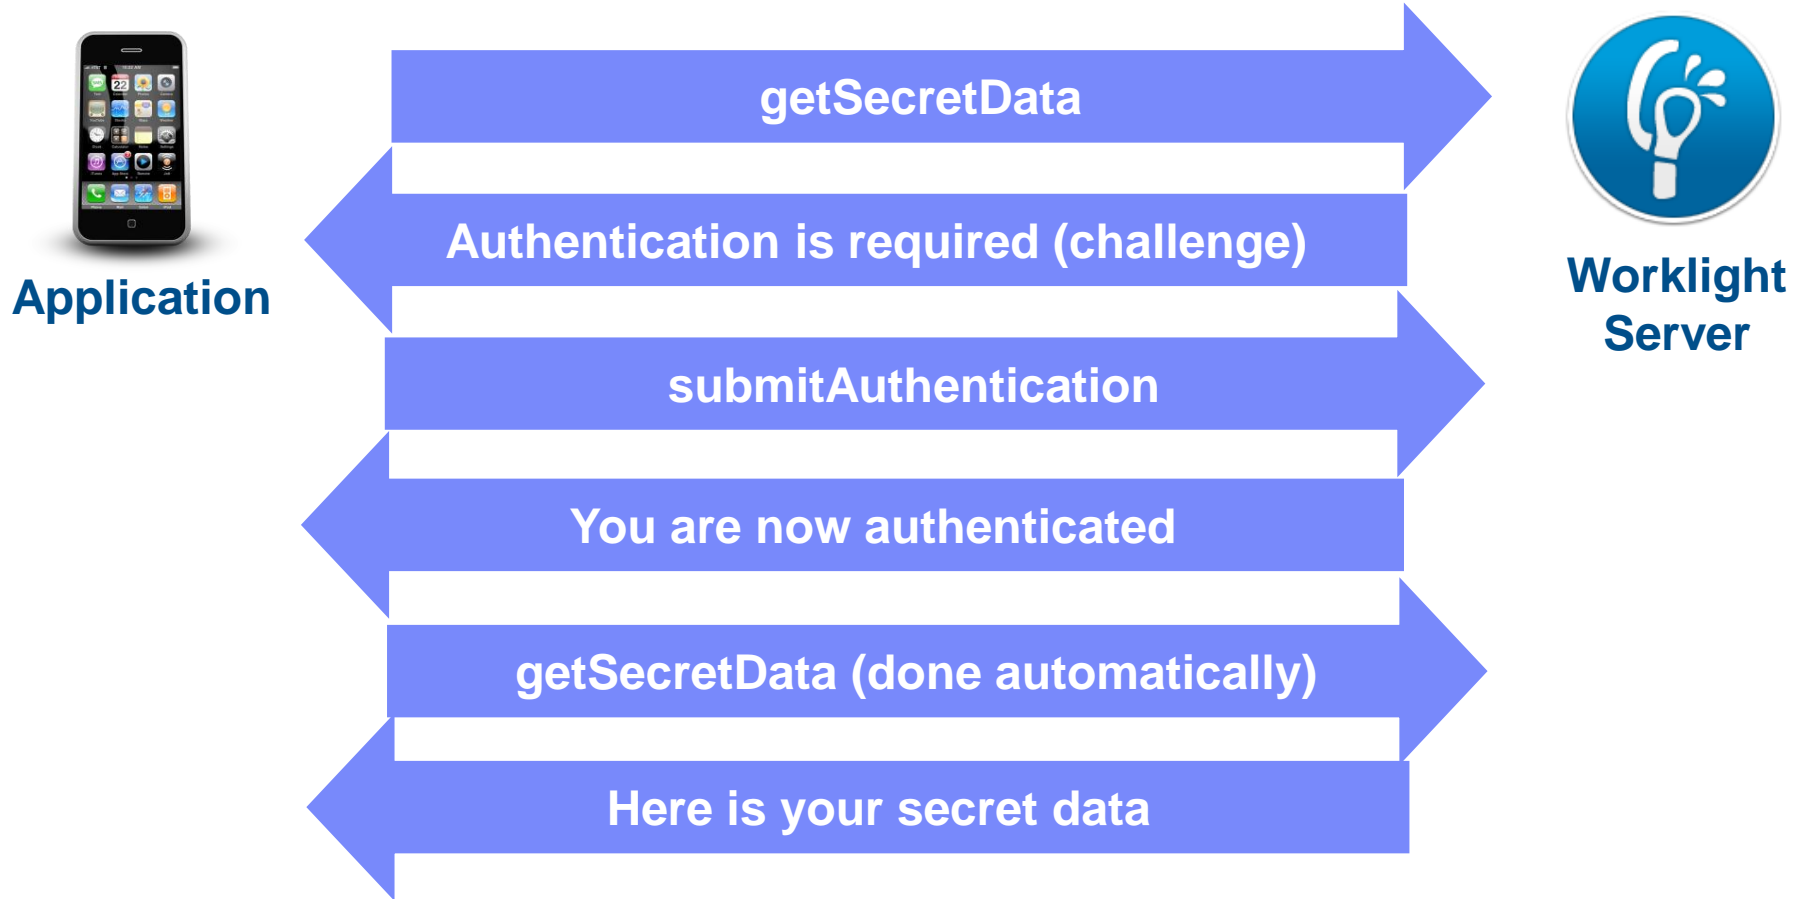 getSecretData
Authentication is required (challenge)
Application
Worklight
Server
submitAuthentication
You are now authenticated
getSecretData (done automatically)
Here is your secret data